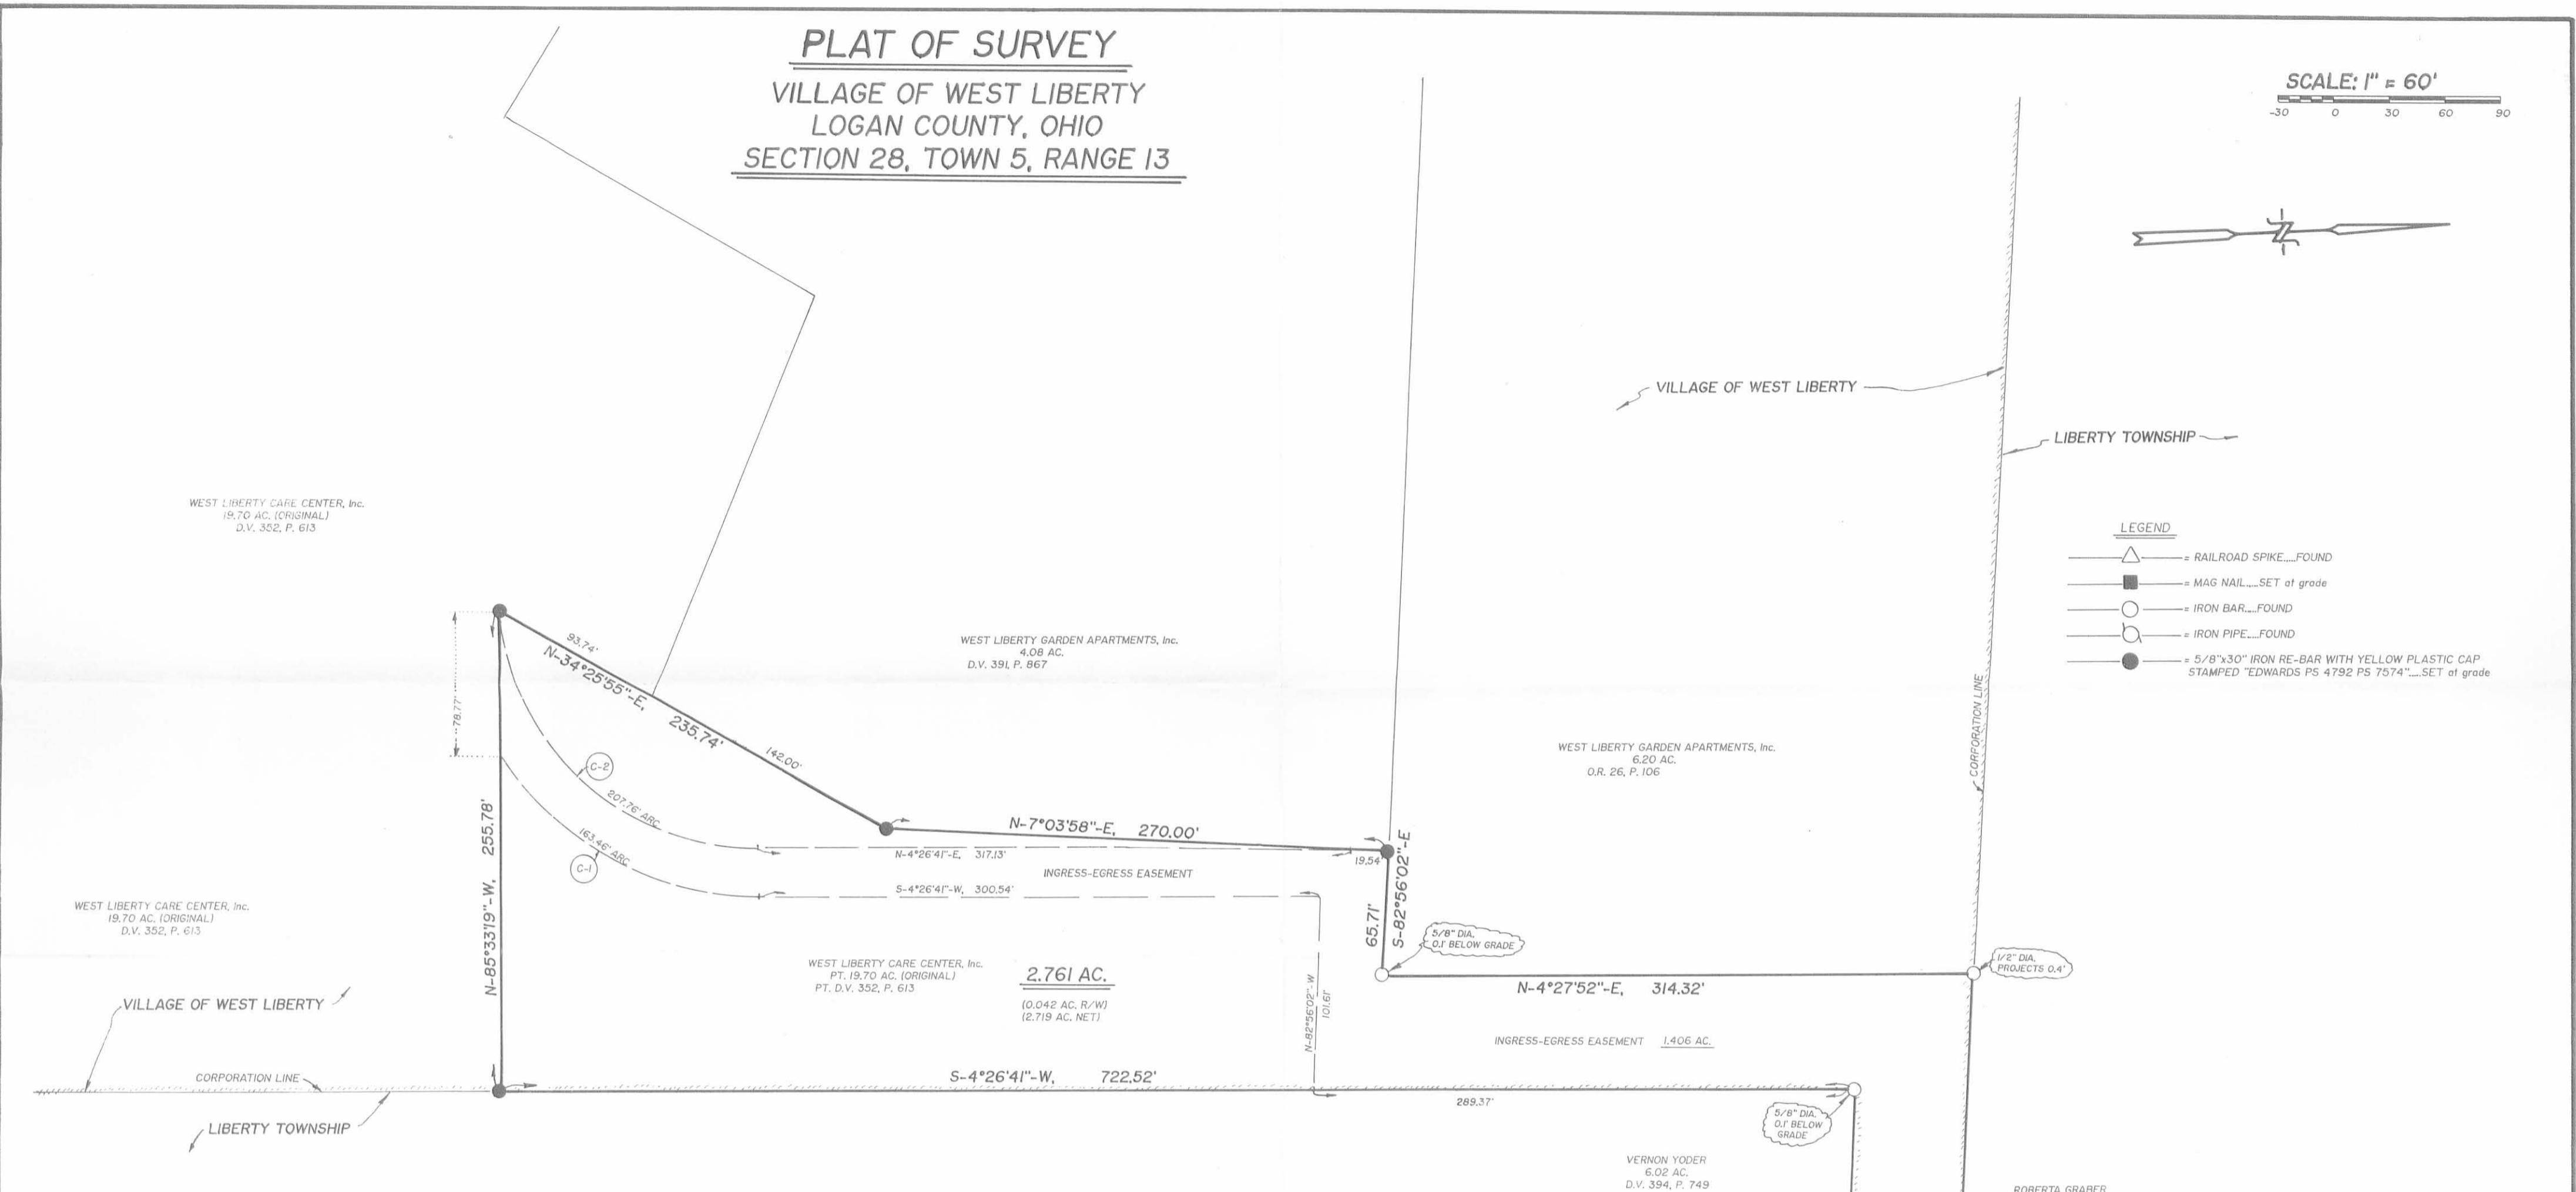 PLAT OF SURVEY
VILLAGE OF WEST LIBERTY
LOGAN COUNTY, OHIO
SECTION 28, TOWN 5, RANGE 13
SCALE: 1" = 60'
-30 0 30 60 90
VILLAGE OF WEST LIBERTY
LIBERTY TOWNSHIP
WEST LIBERTY CARE CENTER, Inc.
19.70 AC. (ORIGINAL)
D.V. 352, P. 613
LEGEND
= RAILROAD SPIKE.....FOUND
= MAG NAIL.....SET at grade
= IRON BAR.....FOUND
= IRON PIPE.....FOUND
= 5/8"x30" IRON RE-BAR WITH YELLOW PLASTIC CAP
STAMPED "EDWARDS PS 4792 PS 7574".....SET at grade
93.74'
N-34°25'55"-E, 235.74'
142.00'
78.77'
WEST LIBERTY GARDEN APARTMENTS, Inc.
4.08 AC.
D.V. 391, P. 867
CORPORATION LINE
WEST LIBERTY GARDEN APARTMENTS, Inc.
6.20 AC.
O.R. 26, P. 106
C-2
207.76' ARC
163.46' ARC
C-1
N-7°03'58"-E, 270.00'
N-4°26'41"-E, 317.13'
19.54'
INGRESS-EGRESS EASEMENT
S-4°26'41"-W, 300.54'
N-85°33'19"-W, 255.78'
65.71'
S-82°56'02"-E
5/8" DIA.
0.1' BELOW GRADE
1/2" DIA.
PROJECTS 0.4'
WEST LIBERTY CARE CENTER, Inc.
19.70 AC. (ORIGINAL)
D.V. 352, P. 613
WEST LIBERTY CARE CENTER, Inc.
PT. 19.70 AC. (ORIGINAL)
PT. D.V. 352, P. 613
2.761 AC.
(0.042 AC. R/W)
(2.719 AC. NET)
N-82°56'02"-W
101.61'
N-4°27'52"-E, 314.32'
INGRESS-EGRESS EASEMENT 1.406 AC.
VILLAGE OF WEST LIBERTY
CORPORATION LINE
LIBERTY TOWNSHIP
S-4°26'41"-W, 722.52'
289.37'
5/8" DIA.
0.1' BELOW
GRADE
VERNON YODER
6.02 AC.
D.V. 394, P. 749
ROBERTA GRABER